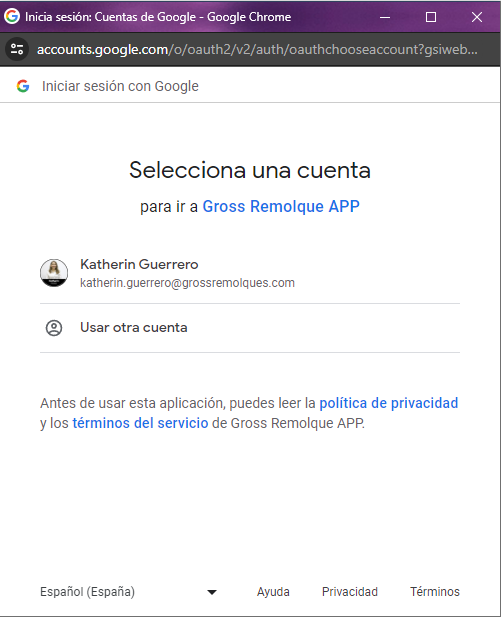 Inicia sesión: Cuentas de Google - Google Chrome
accounts.google.com/o/oauth2/v2/auth/oauthchooseaccount?gsiweb...
Iniciar sesión con Google
Selecciona una cuenta
para ir a Gross Remolque APP
Katherin Guerrero
katherin.guerrero@grossremolques.com
Usar otra cuenta
Antes de usar esta aplicación, puedes leer la política de privacidad
y los términos del servicio de Gross Remolque APP.
Español (España) Ayuda Privacidad Términos